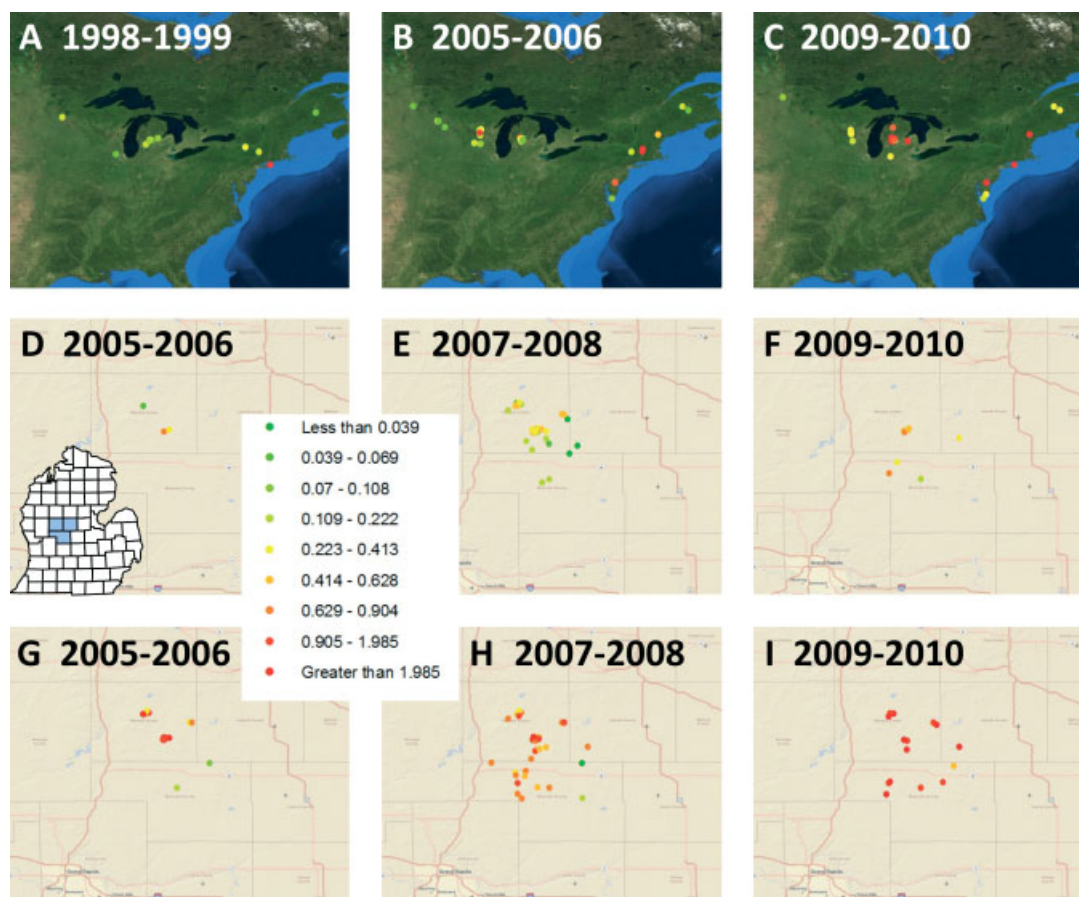 A 1998-1999
B 2005-2006
C 2009-2010
D 2005-2006
E 2007-2008
F 2009-2010
Less than 0.039
0.039 - 0.069
0.07 - 0.108
0.109 - 0.222
0.223 - 0.413
0.414 - 0.628
0.629 - 0.904
0.905 - 1.985
Greater than 1.985
G 2005-2006
H 2007-2008
I 2009-2010